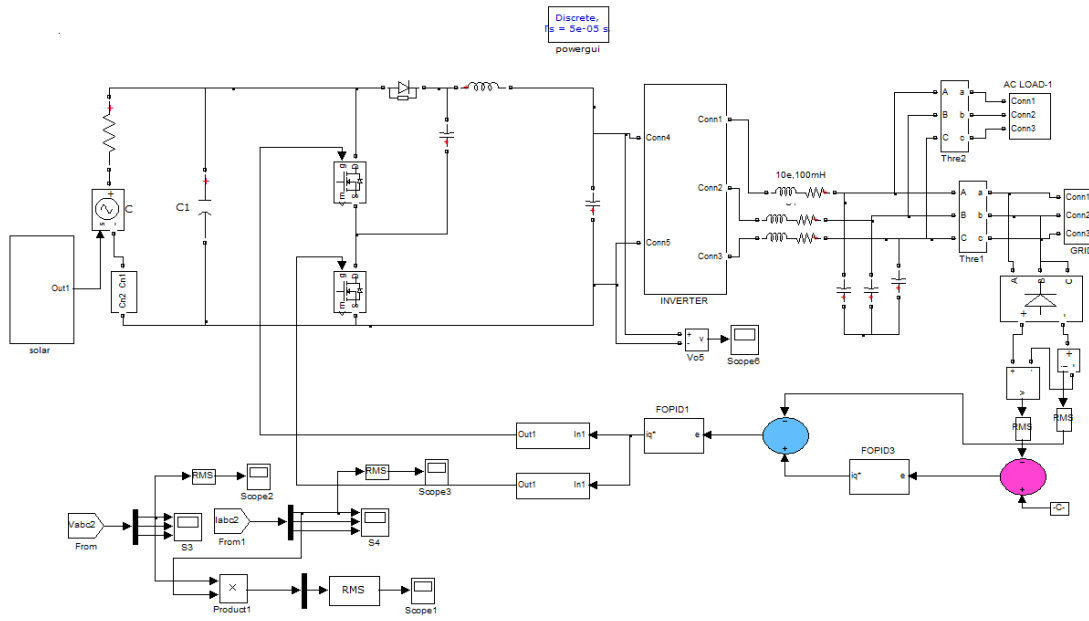 Discrete,
Ts = 5e-05 s.
powergui
AC LOAD-1
Conn1
Conn2
Conn3
A
B
C
a
b
c
Thre2
Conn4
Conn1
10e,100mH
Conn2
Conn5
Conn3
INVERTER
A
B
C
a
b
c
Thre1
Conn1
Conn2
Conn3
GRID
C
C1
g
D
E
s
g
D
E
s
Out1
solar
Cn1
Cn2
A
B
C
+
-
+
-
v
Vo5
Scope6
+
-
v
+
i
-
RMS
RMS
FOPID1
iq*
e
Out1
In1
Out1
In1
FOPID3
iq*
e
-C-
RMS
Scope2
RMS
Scope3
Vabc2
From
S3
Iabc2
From1
S4
×
Product1
RMS
Scope1